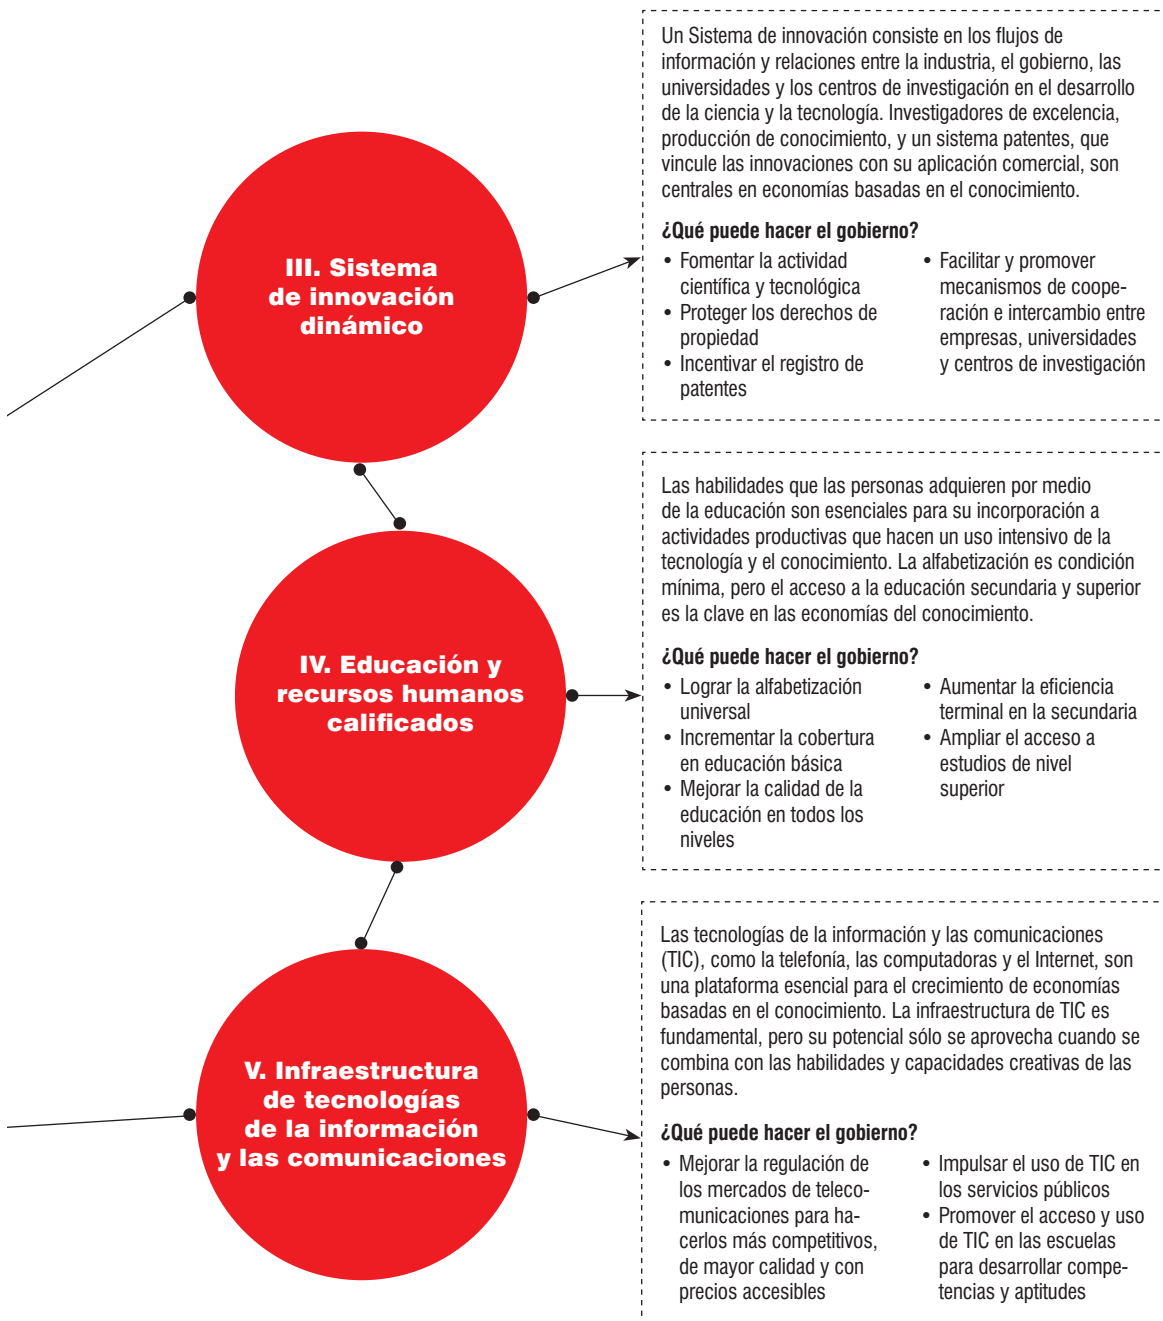 III. Sistema
de innovación
dinámico
Un Sistema de innovación consiste en los flujos de
información y relaciones entre la industria, el gobierno, las
universidades y los centros de investigación en el desarrollo
de la ciencia y la tecnología. Investigadores de excelencia,
producción de conocimiento, y un sistema patentes, que
vincule las innovaciones con su aplicación comercial, son
centrales en economías basadas en el conocimiento.
¿Qué puede hacer el gobierno?
• Fomentar la actividad
científica y tecnológica
• Proteger los derechos de
propiedad
• Incentivar el registro de
patentes
• Facilitar y promover
mecanismos de coope-
ración e intercambio entre
empresas, universidades
y centros de investigación
IV. Educación y
recursos humanos
calificados
Las habilidades que las personas adquieren por medio
de la educación son esenciales para su incorporación a
actividades productivas que hacen un uso intensivo de la
tecnología y el conocimiento. La alfabetización es condición
mínima, pero el acceso a la educación secundaria y superior
es la clave en las economías del conocimiento.
¿Qué puede hacer el gobierno?
• Lograr la alfabetización
universal
• Incrementar la cobertura
en educación básica
• Mejorar la calidad de la
educación en todos los
niveles
• Aumentar la eficiencia
terminal en la secundaria
• Ampliar el acceso a
estudios de nivel
superior
V. Infraestructura
de tecnologías
de la información
y las comunicaciones
Las tecnologías de la información y las comunicaciones
(TIC), como la telefonía, las computadoras y el Internet, son
una plataforma esencial para el crecimiento de economías
basadas en el conocimiento. La infraestructura de TIC es
fundamental, pero su potencial sólo se aprovecha cuando se
combina con las habilidades y capacidades creativas de las
personas.
¿Qué puede hacer el gobierno?
• Mejorar la regulación de
los mercados de teleco-
municaciones para ha-
cerlos más competitivos,
de mayor calidad y con
precios accesibles
• Impulsar el uso de TIC en
los servicios públicos
• Promover el acceso y uso
de TIC en las escuelas
para desarrollar compe-
tencias y aptitudes